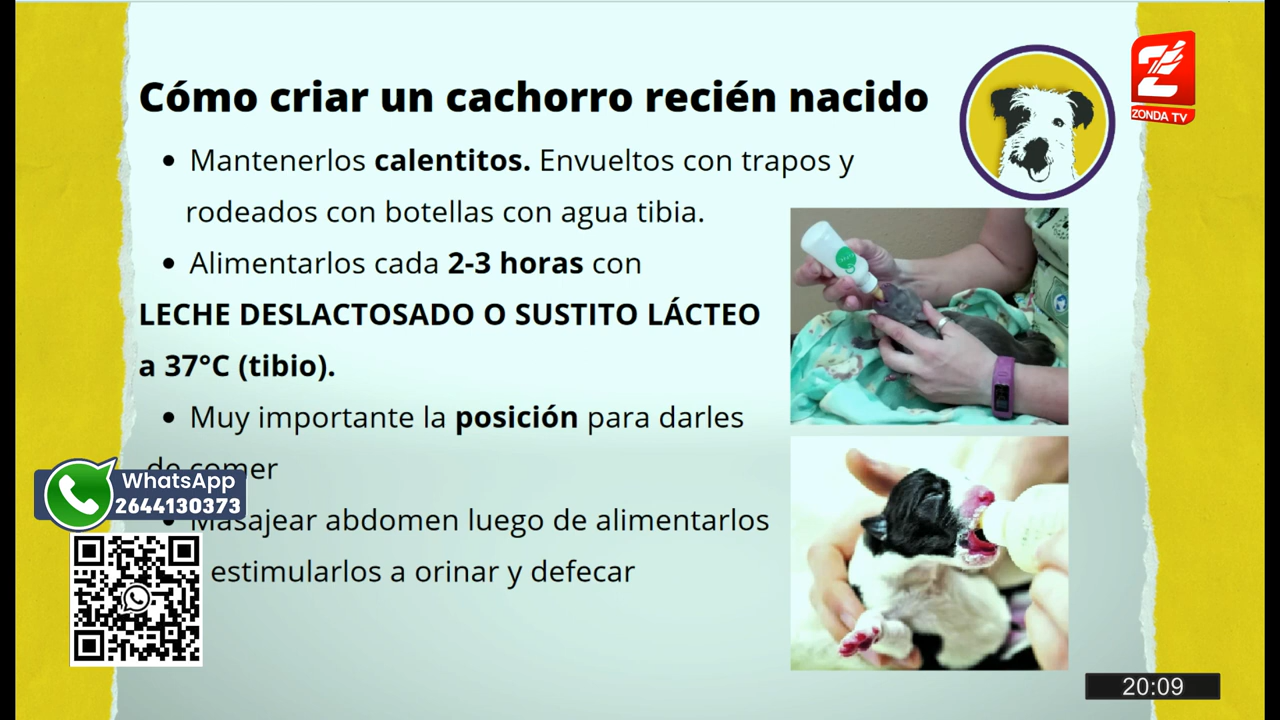 Cómo criar un cachorro recién nacido
ZONDA TV
• Mantenerlos calentitos. Envueltos con trapos y
rodeados con botellas con agua tibia.
• Alimentarlos cada 2-3 horas con
LECHE DESLACTOSADO O SUSTITO LÁCTEO
a 37°C (tibio).
• Muy importante la posición para darles
de comer
WhatsApp
2644130373
• Masajear abdomen luego de alimentarlos
estimularlos a orinar y defecar
20:09